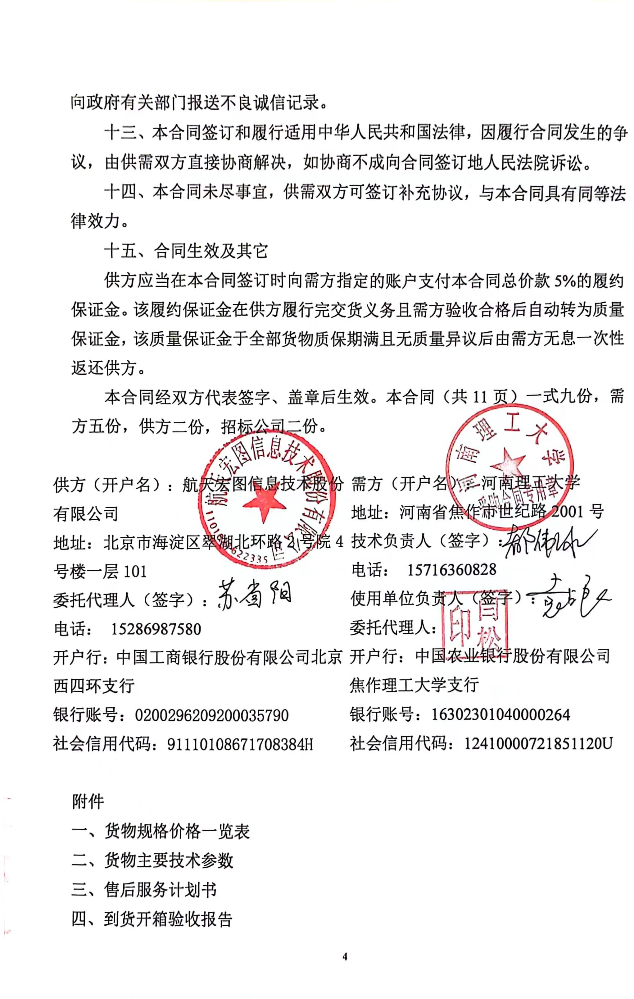 向政府有关部门报送不良诚信记录。
十三、本合同签订和履行适用中华人民共和国法律，因履行合同发生的争
议，由供需双方直接协商解决，如协商不成向合同签订地人民法院诉讼。
十四、本合同未尽事宜，供需双方可签订补充协议，与本合同具有同等法
律效力。
十五、合同生效及其它
供方应当在本合同签订时向需方指定的账户支付本合同总价款 5%的履约
保证金。该履约保证金在供方履行完交货义务且需方验收合格后自动转为质量
保证金，该质量保证金于全部货物质保期满且无质量异议后由需方无息一次性
返还供方。
本合同经双方代表签字、盖章后生效。本合同（共 11 页）一式九份，需
方五份，供方二份，招标公司二份。
供方（开户名）：航天宏图信息技术股份
有限公司
地址：北京市海淀区翠湖北环路 2 号院 4
号楼一层 101
委托代理人（签字）：
电话： 15286987580
开户行：中国工商银行股份有限公司北京
西四环支行
银行账号：0200296209200035790
社会信用代码：91110108671708384H
航天宏图信息技术股份有限公司
需方（开户名）：河南理工大学
地址：河南省焦作市世纪路 2001 号
技术负责人（签字）：
电话： 15716360828
使用单位负责人（签字）：
委托代理人：
开户行：中国农业银行股份有限公司
焦作理工大学支行
银行账号：16302301040000264
社会信用代码：12410000721851120U
河南理工大学
采购合同专用章
附件
一、货物规格价格一览表
二、货物主要技术参数
三、售后服务计划书
四、到货开箱验收报告
4